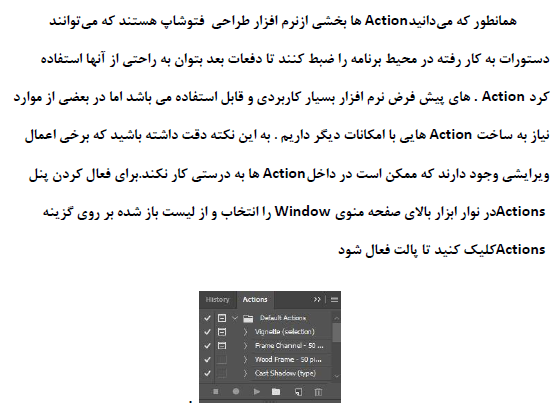 همانطور که می‌دانیدAction ها بخشی ازنرم افزار طراحی فتوشاپ هستند که می‌توانند
دستورات به کار رفته در محیط برنامه را ضبط کنند تا دفعات بعد بتوان به راحتی از آنها استفاده
کرد Action . های پیش فرض نرم افزار بسیار کاربردی و قابل استفاده می باشد اما در بعضی از موارد
نیاز به ساخت Action هایی با امکانات دیگر داریم . به این نکته دقت داشته باشید که برخی اعمال
ویرایشی وجود دارند که ممکن است در داخلAction ها به درستی کار نکند.برای فعال کردن پنل
Actionsدر نوار ابزار بالای صفحه منوی Window را انتخاب و از لیست باز شده بر روی گزینه
Actionsکلیک کنید تا پالت فعال شود
History Actions
Default Actions
Vignette (selection)
Frame Channel - 50 ...
Wood Frame - 50 pi...
Cast Shadow (type)
.